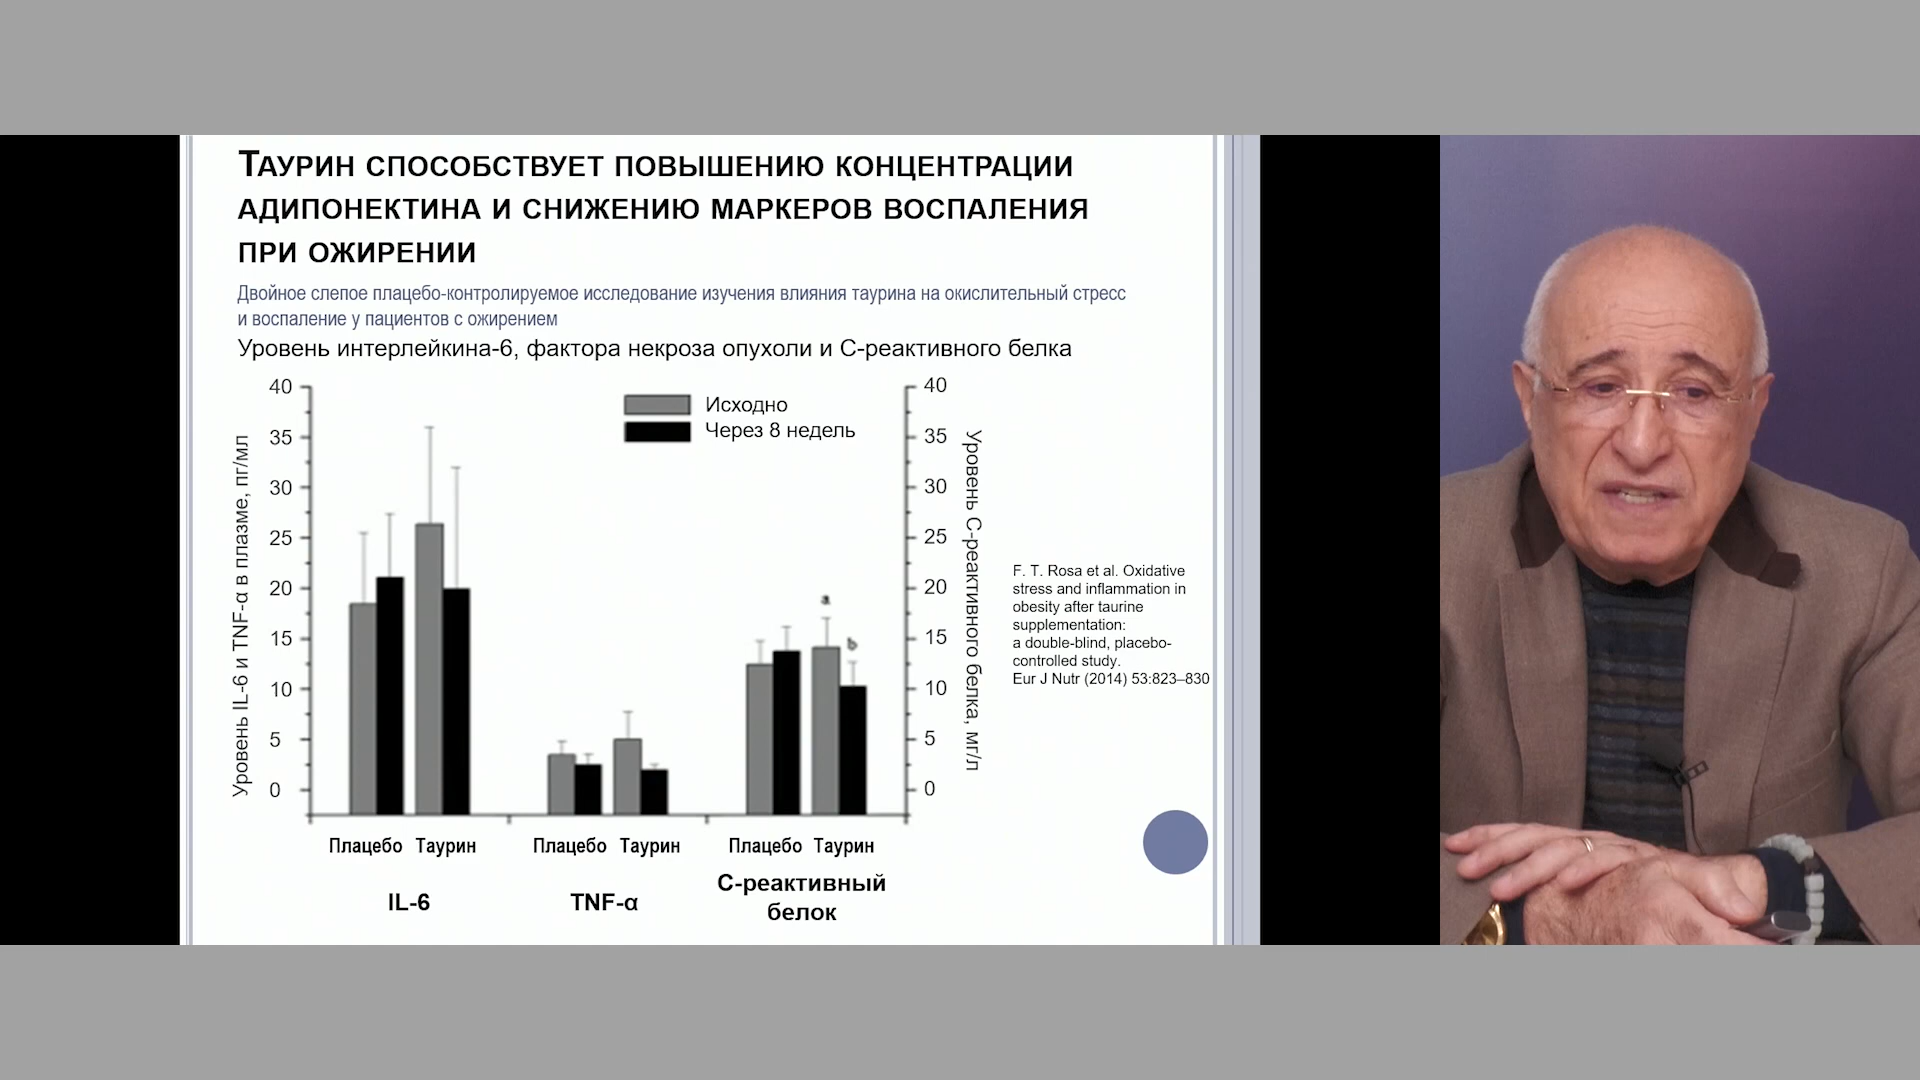 Таурин способствует повышению концентрации
адипонектина и снижению маркеров воспаления
при ожирении
Двойное слепое плацебо-контролируемое исследование изучения влияния таурина на окислительный стресс
и воспаление у пациентов с ожирением
Уровень интерлейкина-6, фактора некроза опухоли и С-реактивного белка
Уровень IL-6 и TNF-α в плазме, пг/мл
40
35
30
25
20
15
10
5
0
Исходно
Через 8 недель
a
b
40
35
30
25
20
15
10
5
0
Уровень С-реактивного белка, мг/л
Плацебо Таурин
Плацебо Таурин
Плацебо Таурин
IL-6
TNF-α
С-реактивный
белок
F. T. Rosa et al. Oxidative
stress and inflammation in
obesity after taurine
supplementation:
a double-blind, placebo-
controlled study.
Eur J Nutr (2014) 53:823–830